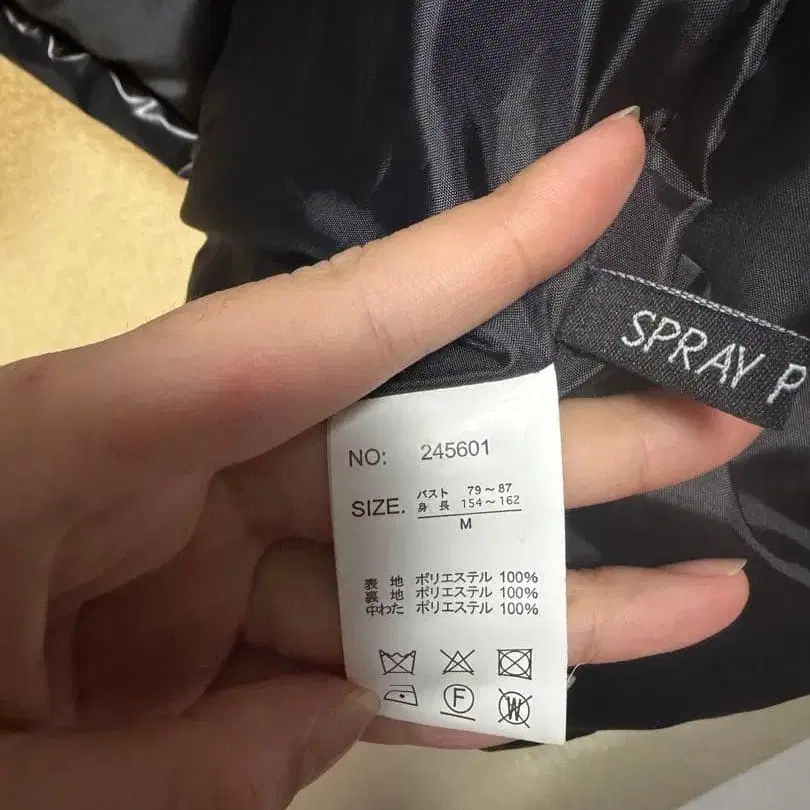 SPRAY P
NO: 245601
SIZE. バスト 79～87
身長 154～162
M
表地 ポリエステル 100%
裏地 ポリエステル 100%
中わた ポリエステル 100%
F
W